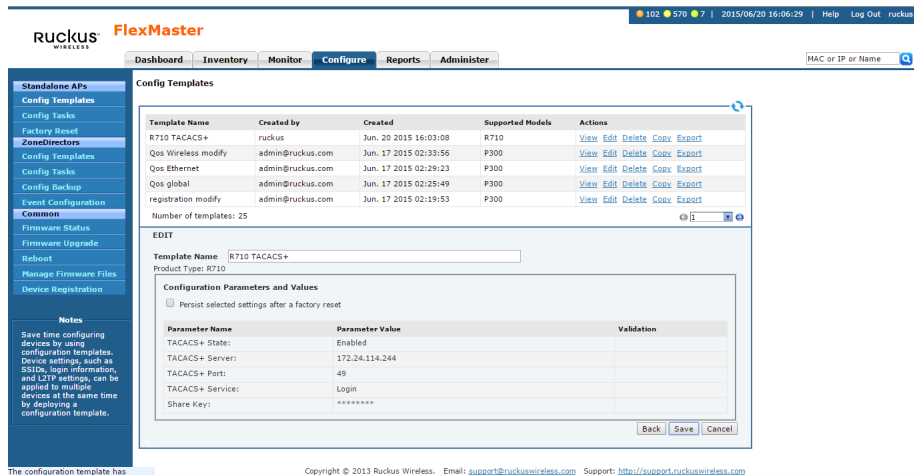 102 570 7 | 2015/06/20 16:06:29 | Help Log Out ruckus
RUCKUS WIRELESS FlexMaster
Dashboard Inventory Monitor Configure Reports Administer
MAC or IP or Name
Standalone APs
Config Templates
Config Tasks
Factory Reset
ZoneDirectors
Config Templates
Config Tasks
Config Backup
Event Configuration
Common
Firmware Status
Firmware Upgrade
Reboot
Manage Firmware Files
Device Registration
Notes
Save time configuring
devices by using
configuration templates.
Device settings, such as
SSIDs, login information,
and L2TP settings, can be
applied to multiple
devices at the same time
by deploying a
configuration template.
The configuration template has
Config Templates
Template Name Created by Created Supported Models Actions
R710 TACACS+ ruckus Jun. 20 2015 16:03:08 R710 View Edit Delete Copy Export
Qos Wireless modify admin@ruckus.com Jun. 17 2015 02:33:56 P300 View Edit Delete Copy Export
Qos Ethernet admin@ruckus.com Jun. 17 2015 02:29:23 P300 View Edit Delete Copy Export
Qos global admin@ruckus.com Jun. 17 2015 02:25:49 P300 View Edit Delete Copy Export
registration modify admin@ruckus.com Jun. 17 2015 02:19:53 P300 View Edit Delete Copy Export
Number of templates: 25 1
EDIT
Template Name R710 TACACS+
Product Type: R710
Configuration Parameters and Values
Persist selected settings after a factory reset
Parameter Name Parameter Value Validation
TACACS+ State: Enabled
TACACS+ Server: 172.24.114.244
TACACS+ Port: 49
TACACS+ Service: Login
Share Key: ********
Back Save Cancel
Copyright © 2013 Ruckus Wireless. Email: support@ruckuswireless.com Support: http://support.ruckuswireless.com